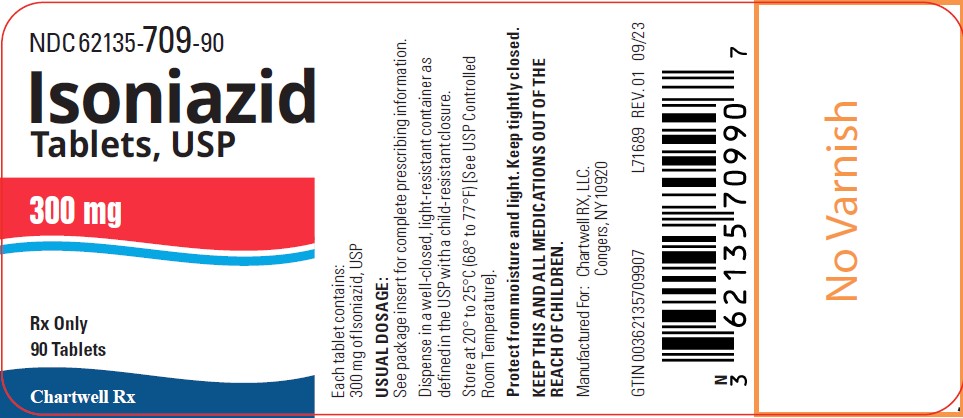 NDC 62135-709-90
Isoniazid
Tablets, USP
300 mg
Rx Only
90 Tablets
Chartwell Rx
Each tablet contains:
300 mg of Isoniazid, USP
USUAL DOSAGE:
See package insert for complete prescribing information.
Dispense in a well-closed, light-resistant container as
defined in the USP with a child-resistant closure.
Store at 20° to 25°C (68° to 77°F) [See USP Controlled
Room Temperature].
Protect from moisture and light. Keep tightly closed.
KEEP THIS AND ALL MEDICATIONS OUT OF THE
REACH OF CHILDREN.
Manufactured For: Chartwell RX, LLC.
Congers, NY 10920
GTIN 00362135709907 L71689 REV. 01 09/23
N
3 62135 70990 7
No Varnish